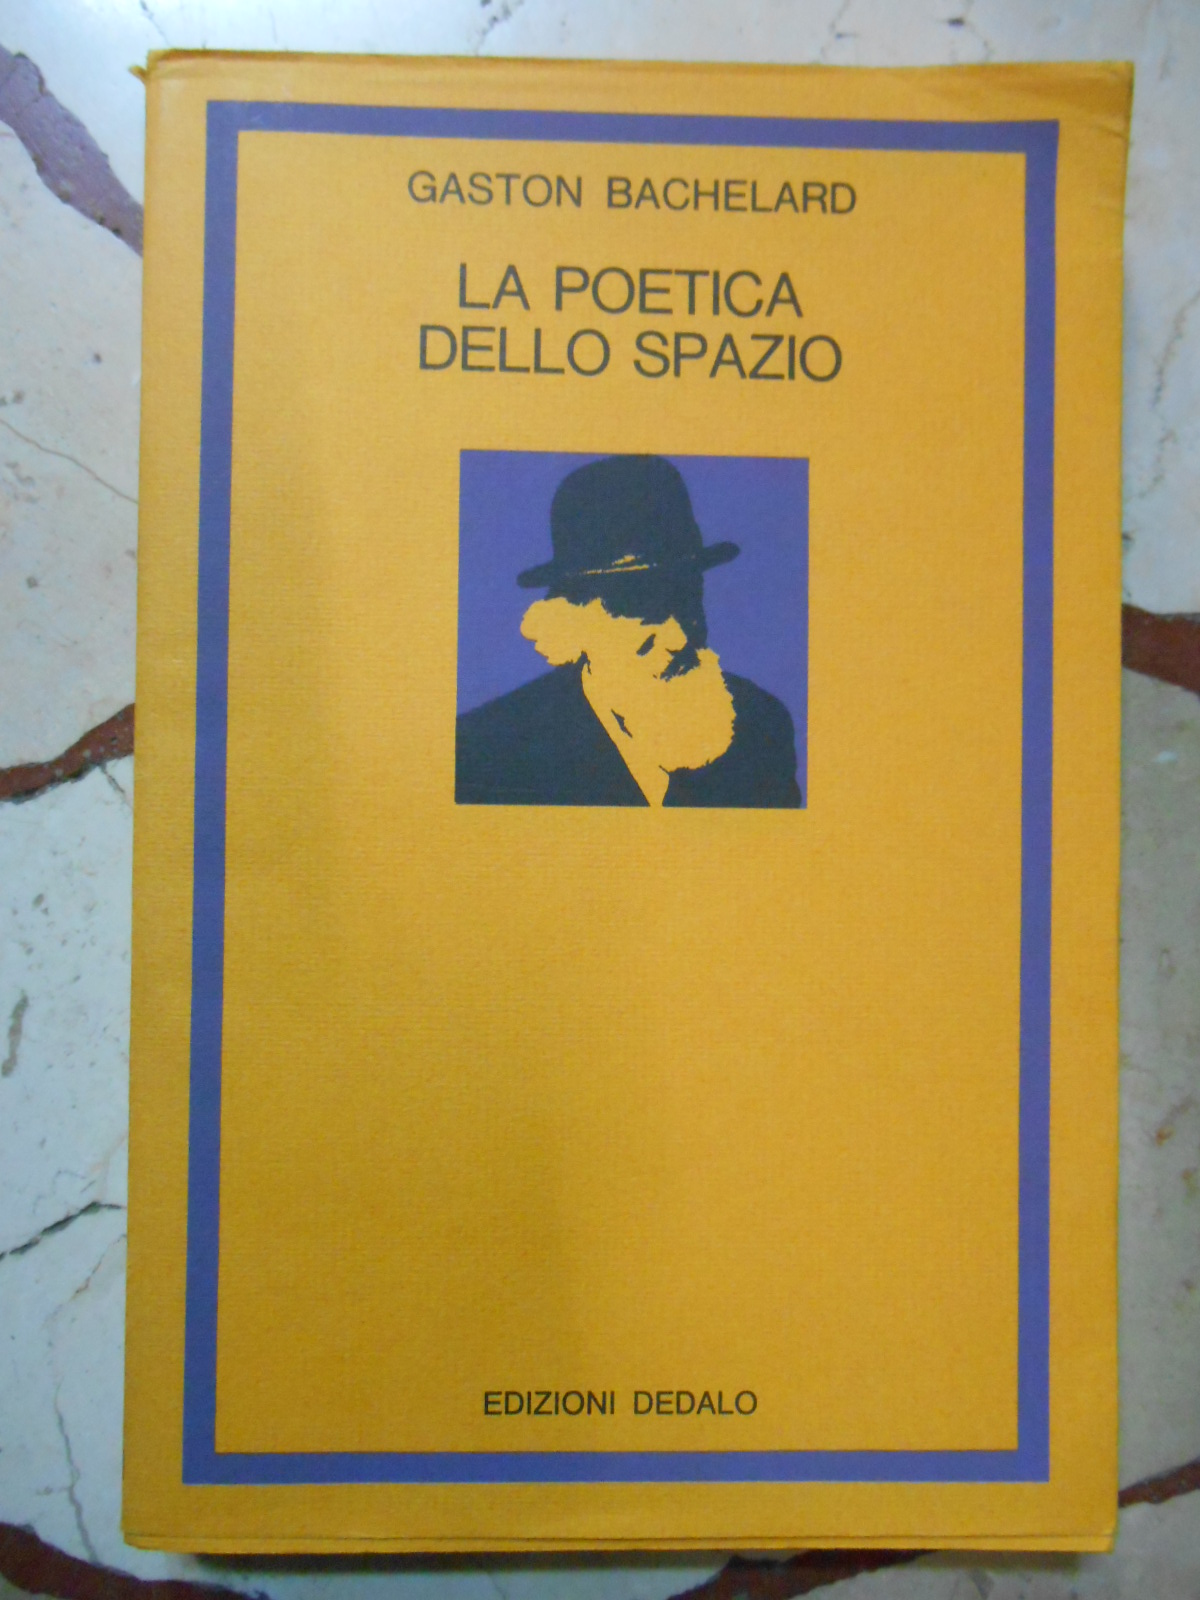 GASTON BACHELARD
LA POETICA
DELLO SPAZIO
EDIZIONI DEDALO